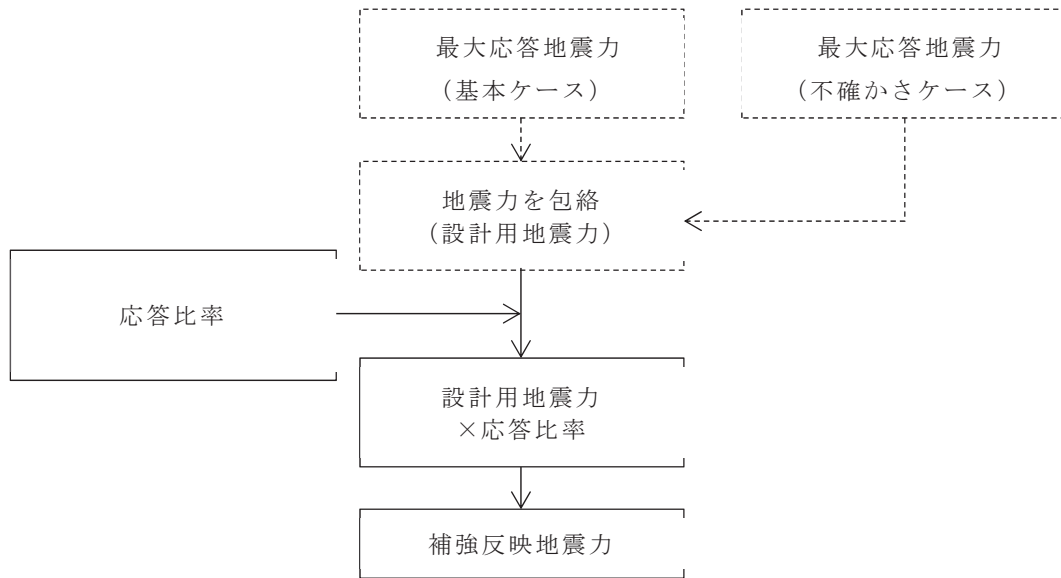 最大応答地震力
(基本ケース)
最大応答地震力
(不確かさケース)
地震力を包絡
(設計用地震力)
応答比率
設計用地震力
×応答比率
補強反映地震力